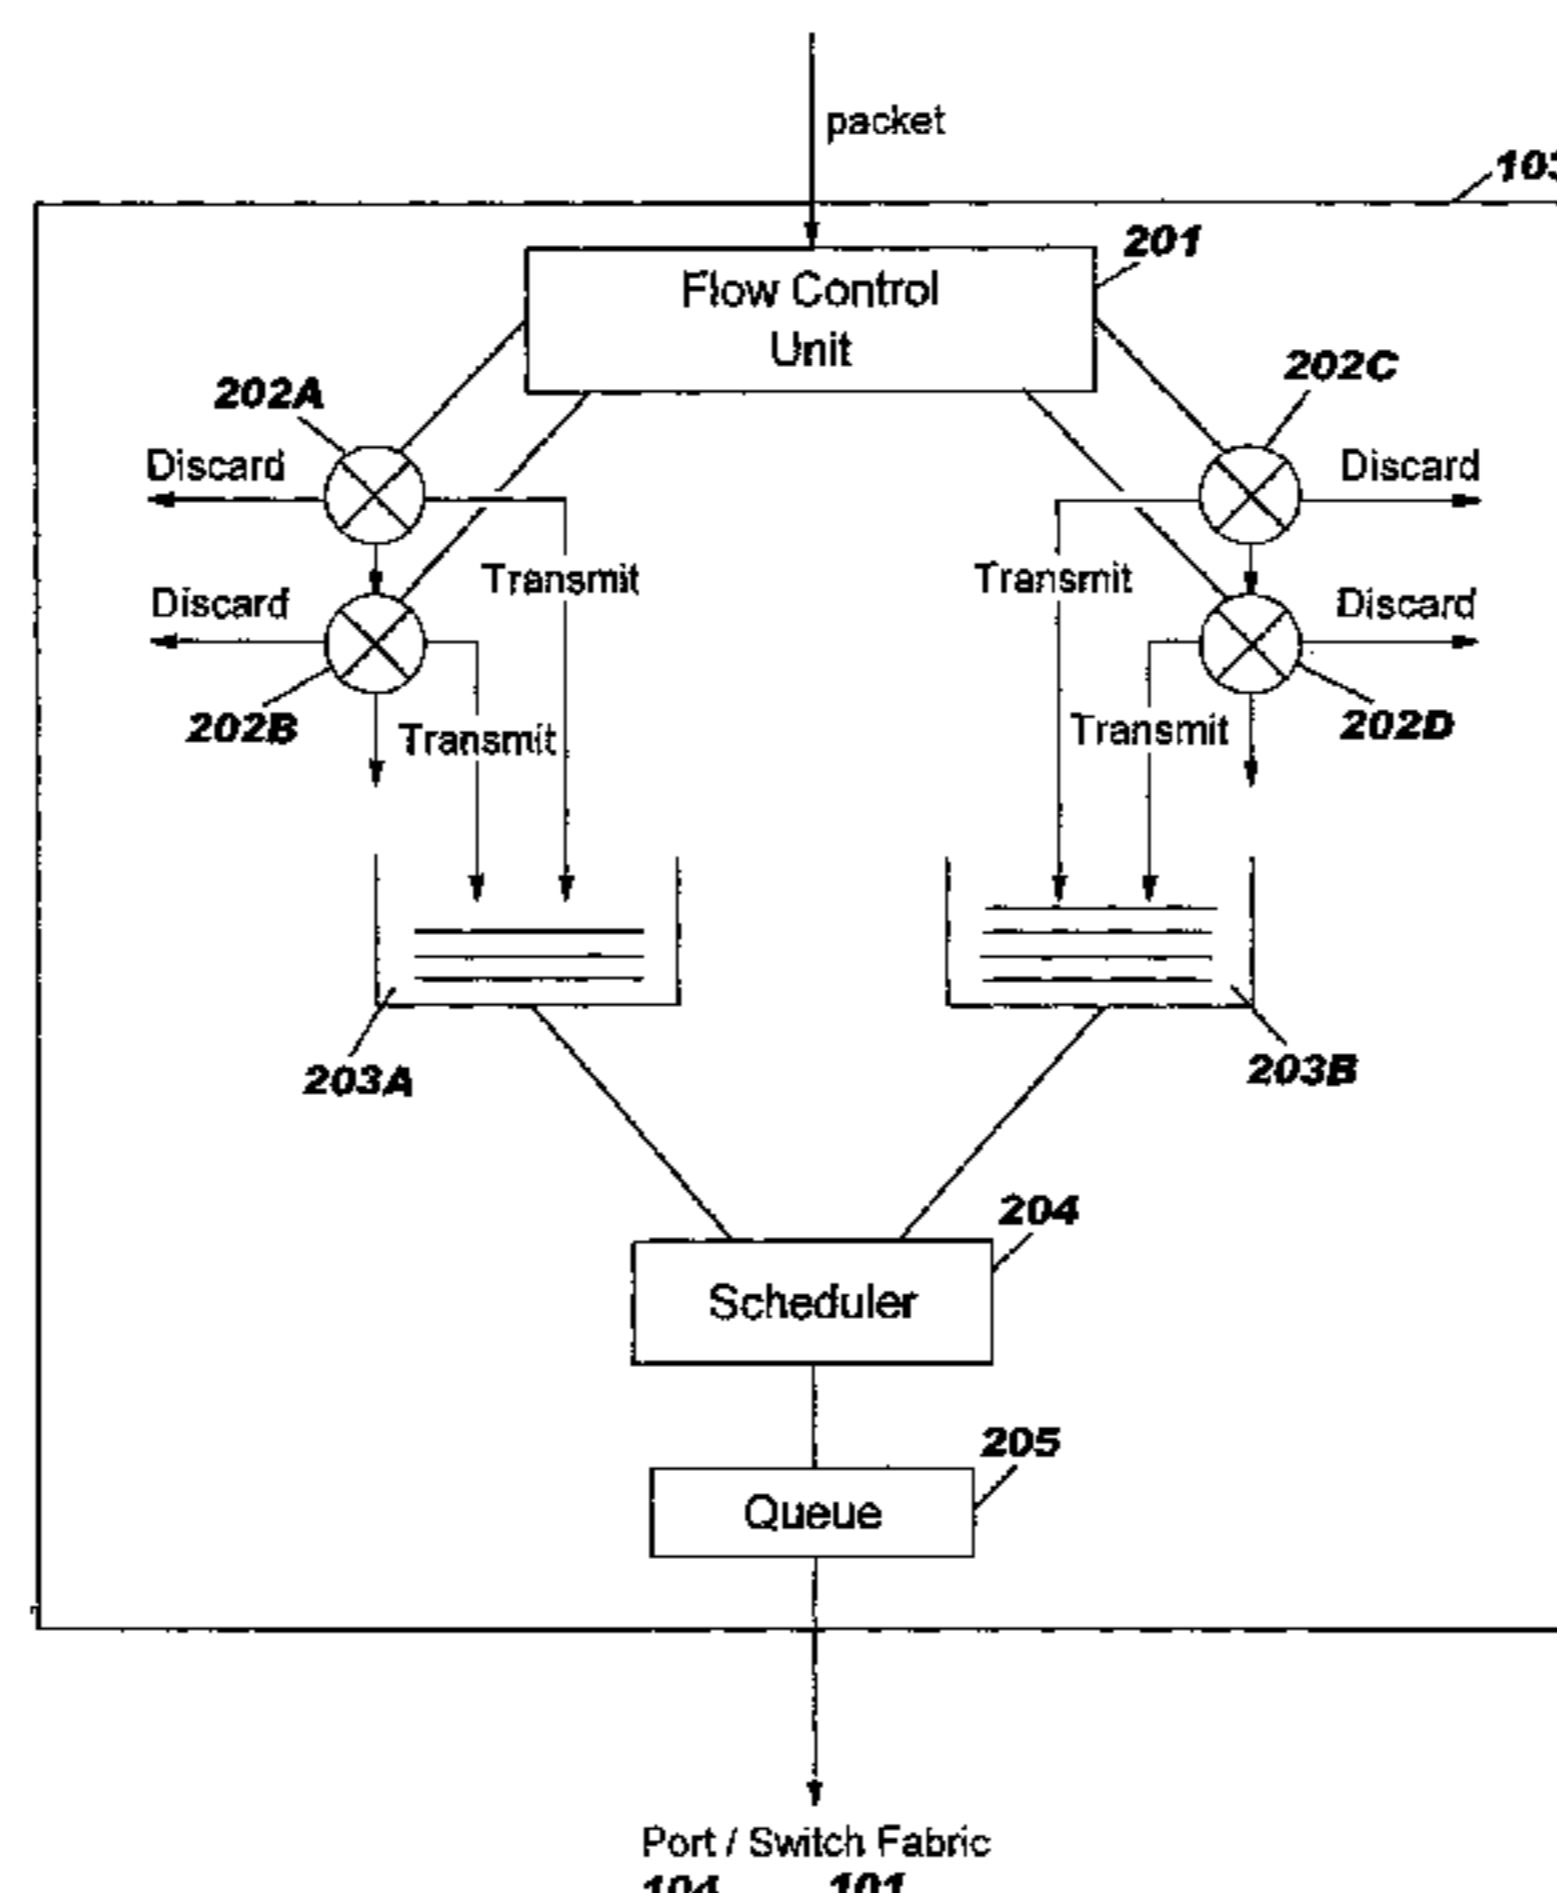 packet
103
201
Flow Control
Unit
202A
202C
Discard
Discard
Transmit
Transmit
Discard
Discard
202B
Transmit
Transmit
202D
203A
203B
204
Scheduler
205
Queue
Port / Switch Fabric
104 101